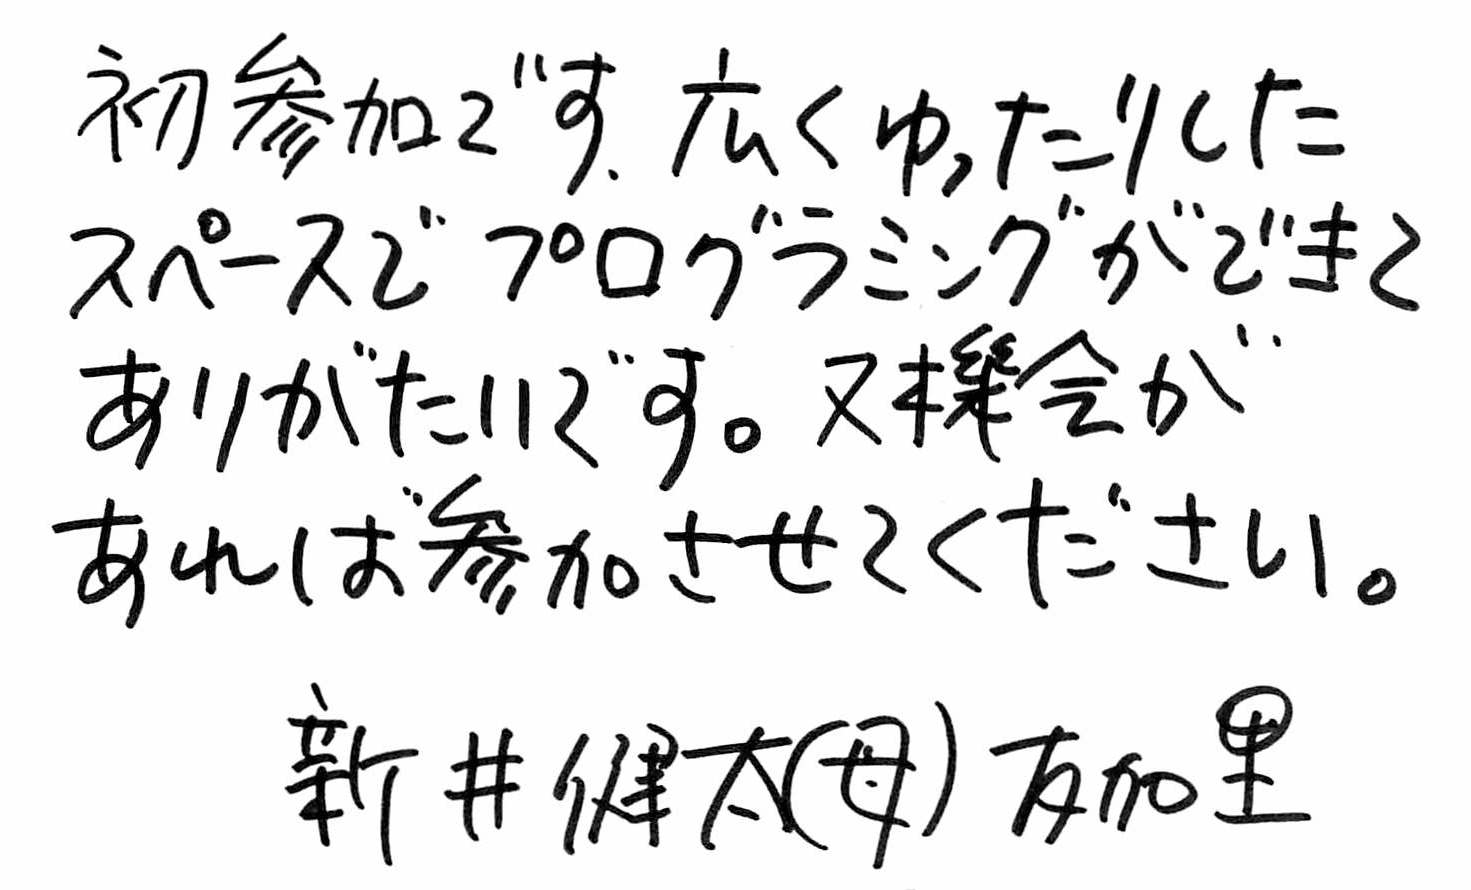 初参加です、広くゆったりした
スペースでプログラミングができて
ありがたいです。又機会が
あれば参加させてください。
新井健太(母)友加里